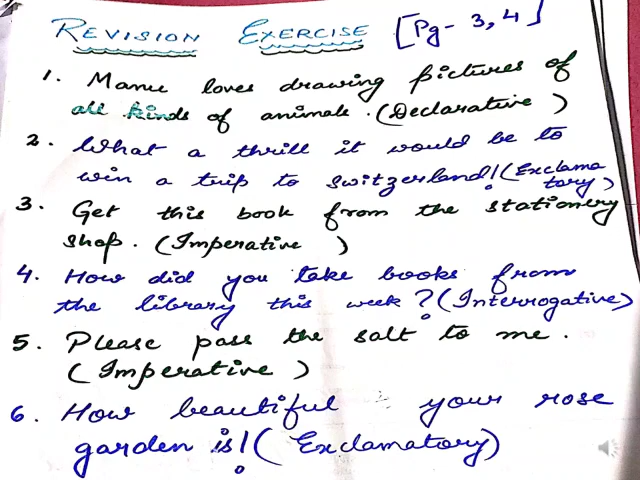 REVISION EXERCISE [Pg - 3, 4]
1. Manu loves drawing pictures of
all kinds of animals. (Declarative)
2. What a thrill it would be to
win a trip to Switzerland! (Exclama
tory)
3. Get this book from the stationery
shop. (Imperative)
4. How did you take books from
the library this week? (Interrogative)
5. Please pass the salt to me.
(Imperative)
6. How beautiful your rose
garden is! (Exclamatory)